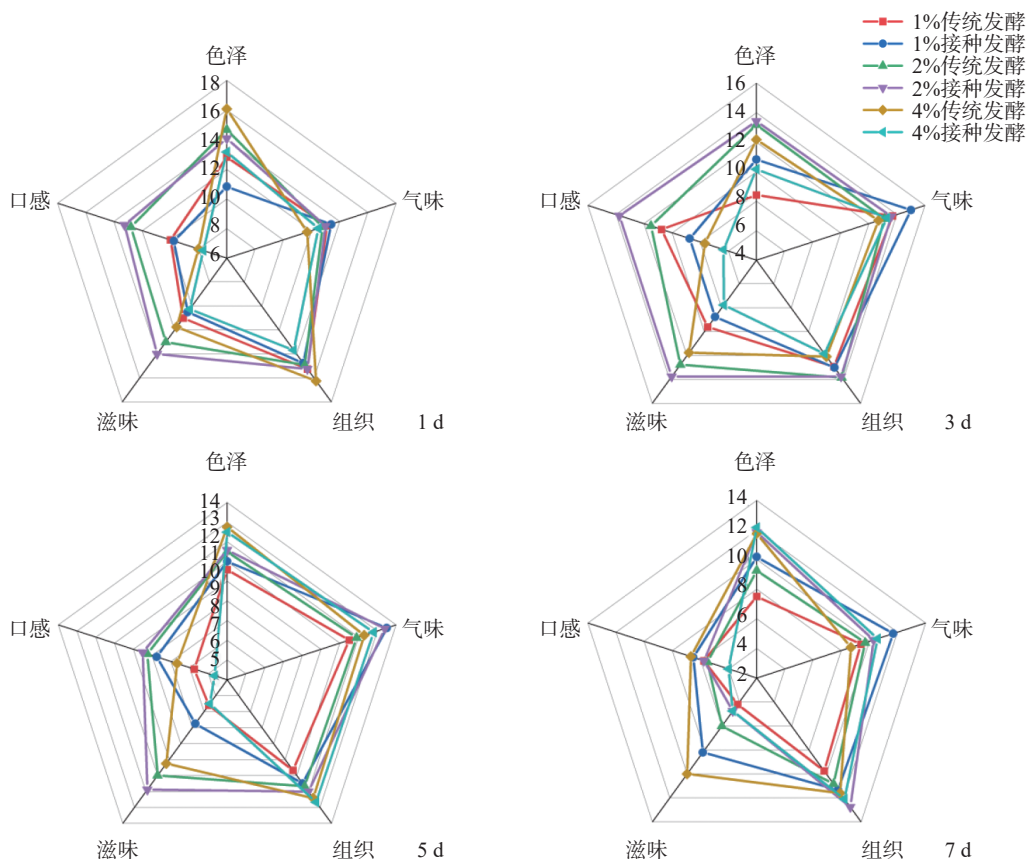 1%传统发酵
1%接种发酵
2%传统发酵
2%接种发酵
4%传统发酵
4%接种发酵
色泽
18
16
14
12
10
8
6
口感
气味
滋味
组织
1 d
色泽
16
14
12
10
8
6
4
口感
气味
滋味
组织
3 d
色泽
14
13
12
11
10
9
8
7
6
5
口感
气味
滋味
组织
5 d
色泽
14
12
10
8
6
4
2
口感
气味
滋味
组织
7 d